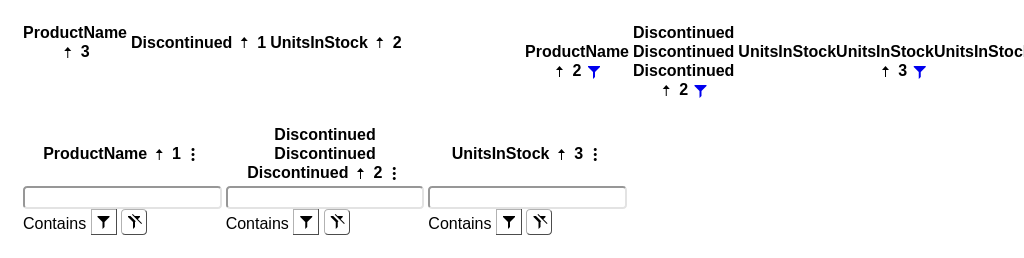 ProductName
↑ 3
Discontinued ↑ 1
UnitsInStock ↑ 2
ProductName
↑ 2
Discontinued
Discontinued
Discontinued
↑ 2
UnitsInStockUnitsInStockUnitsInStoc
↑ 3
ProductName ↑ 1
Discontinued
Discontinued
Discontinued ↑ 2
UnitsInStock ↑ 3
Contains
Contains
Contains